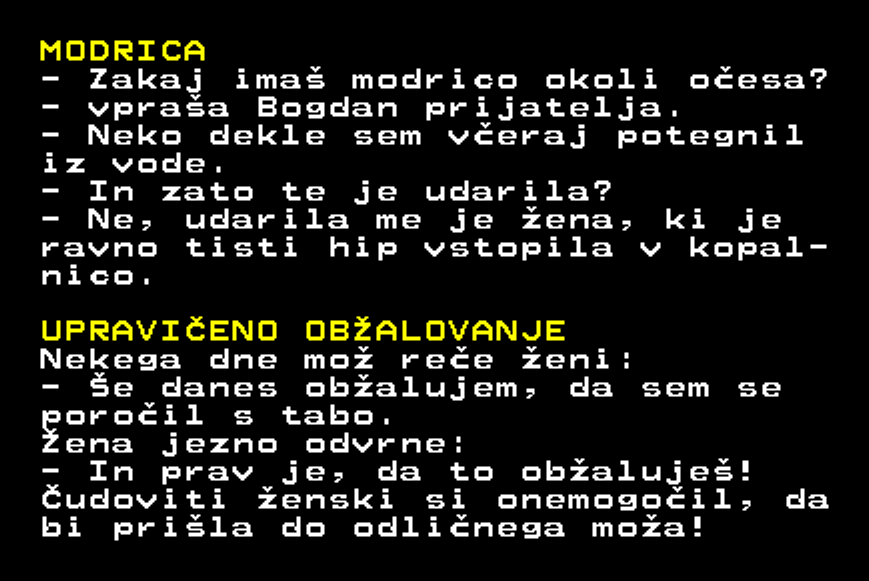 MODRICA
- Zakaj imaš modrico okoli očesa?
- vpraša Bogdan prijatelja.
- Neko dekle sem včeraj potegnil
iz vode.
- In zato te je udarila?
- Ne, udarila me je žena, ki je
ravno tisti hip vstopila v kopal-
nico.
UPRAVIČENO OBŽALOVANJE
Nekega dne mož reče ženi:
- Še danes obžalujem, da sem se
poročil s tabo.
Žena jezno odvrne:
- In prav je, da to obžaluješ!
Čudoviti ženski si onemogočil, da
bi prišla do odličnega moža!